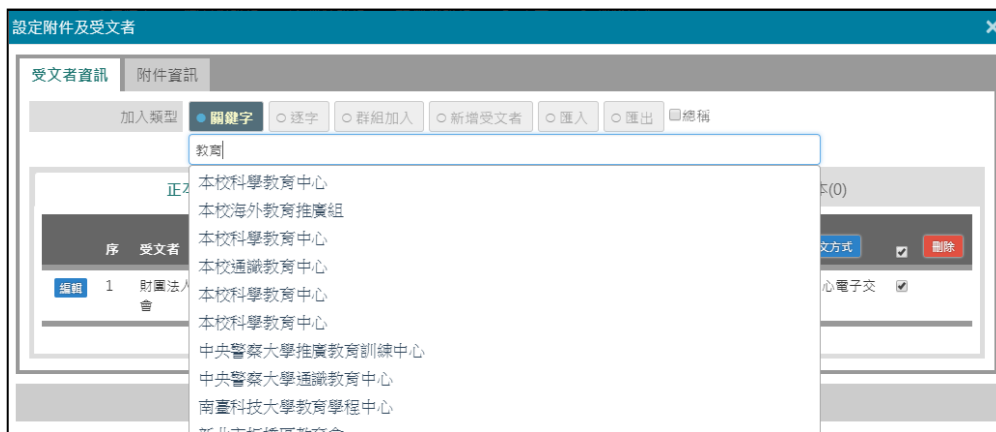 設定附件及受文者
受文者資訊 附件資訊
加入類型 關鍵字 逐字 群組加入 新增受文者 匯入 匯出 總稱
教育
本校科學教育中心
本校海外教育推廣組
本校科學教育中心
本校通識教育中心
本校科學教育中心
本校科學教育中心
中央警察大學推廣教育訓練中心
中央警察大學通識教育中心
南臺科技大學教育學程中心
正 (0)
序 受文者 文方式 刪除
編輯 1 財團法人 心電子交
會